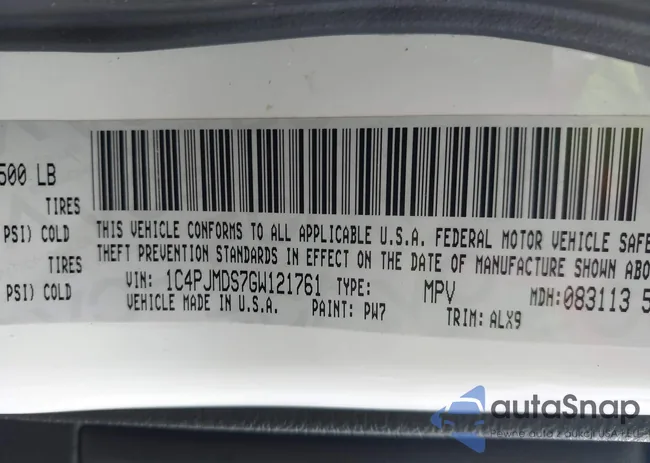 500 LB
TIRES
PSI) COLD
TIRES
PSI) COLD
THIS VEHICLE CONFORMS TO ALL APPLICABLE U.S.A. FEDERAL MOTOR VEHICLE SAFE
THEFT PREVENTION STANDARDS IN EFFECT ON THE DATE OF MANUFACTURE SHOWN ABO
VIN: 1C4PJMDS7GW121761 TYPE: MPV MDH:083113 5
VEHICLE MADE IN U.S.A. PAINT: PW7 TRIM: ALX9
autoSnap